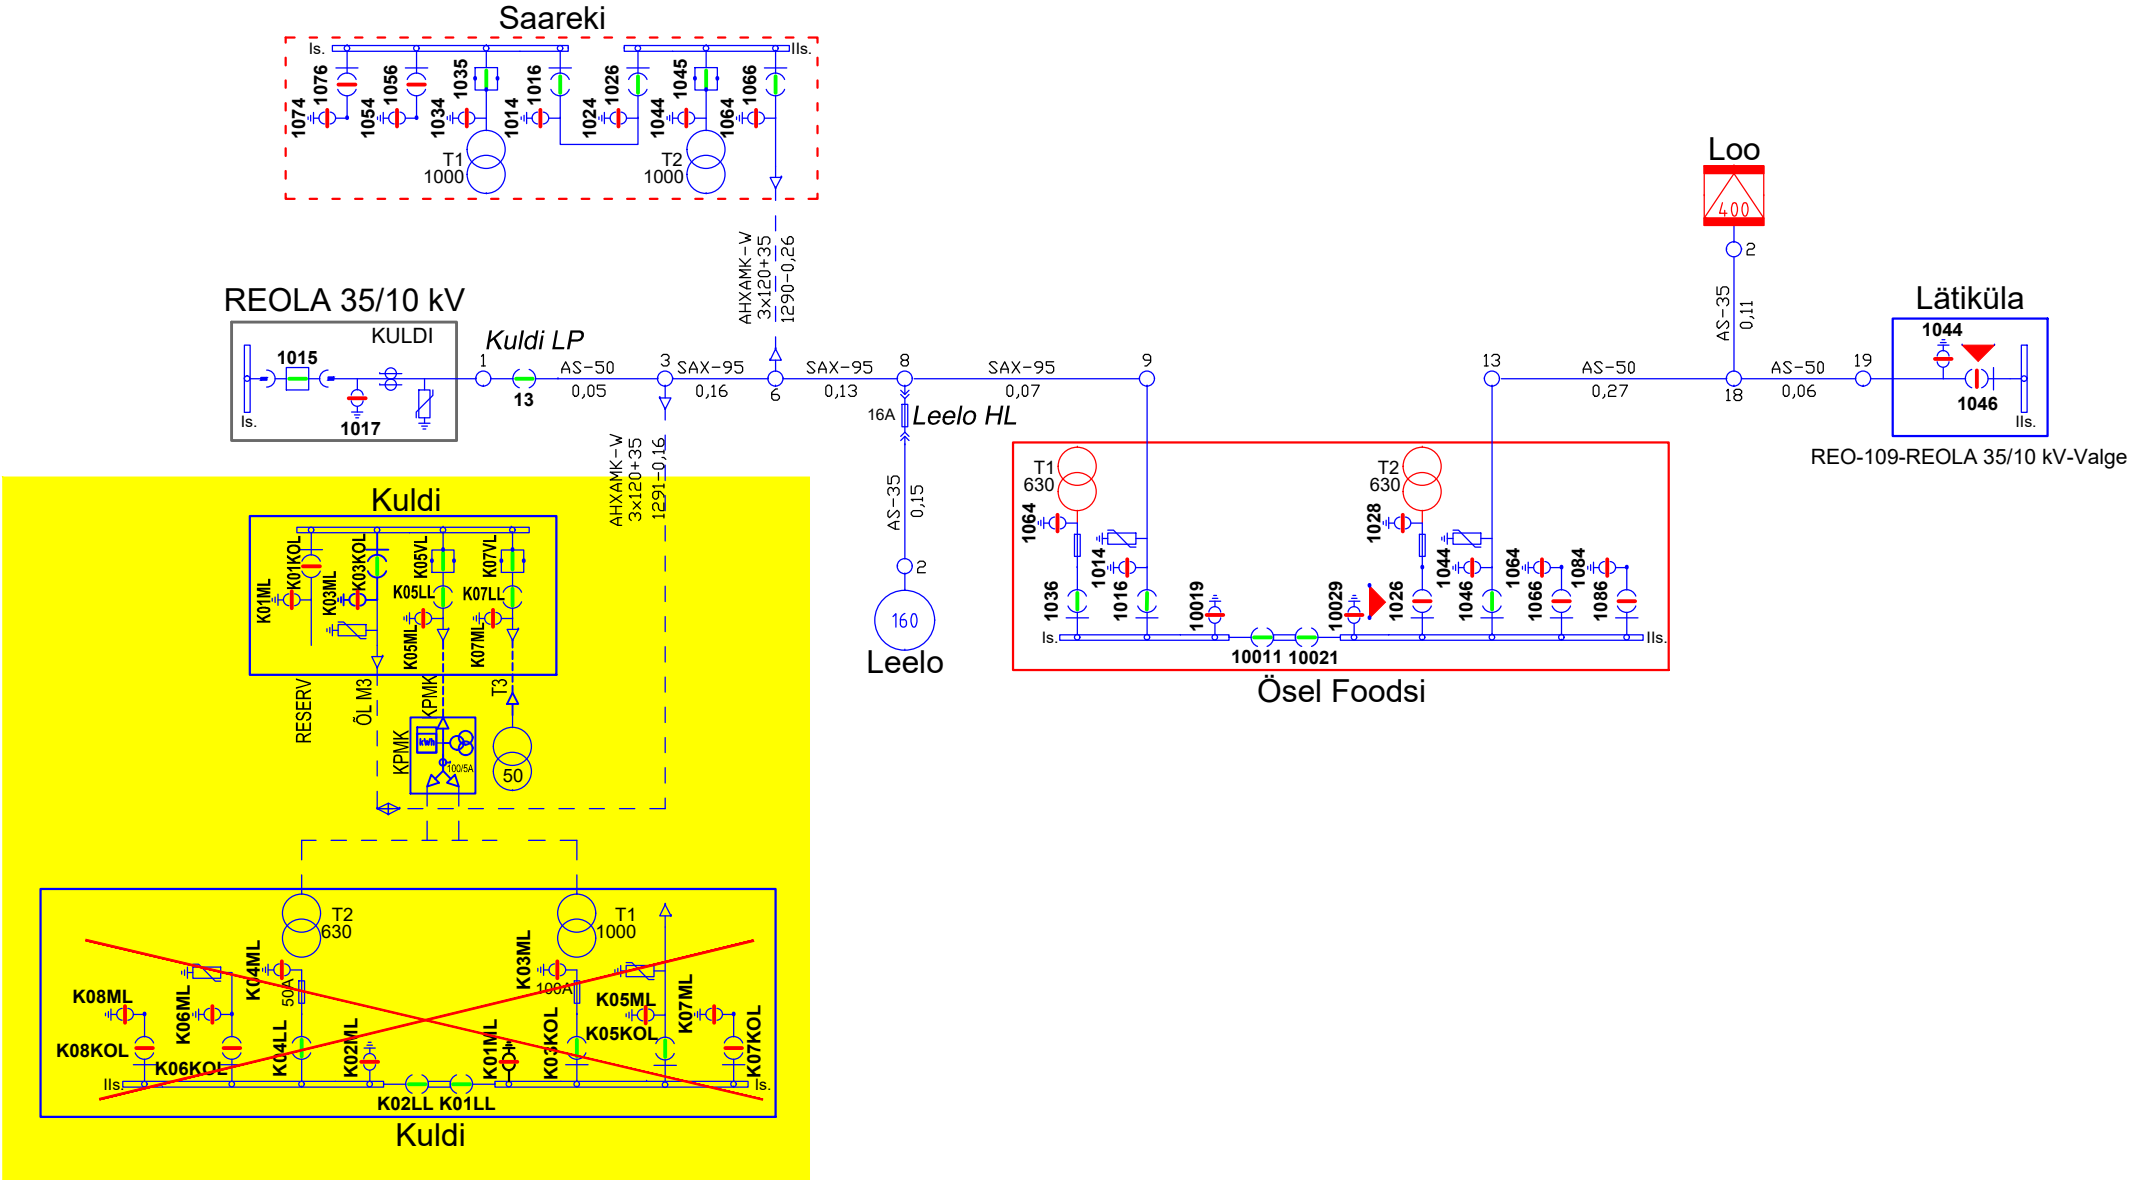 Saareki
Is.
IIs.
1076
1056
1035
1016
1026
1045
1066
1074
1054
1034
1014
1024
1044
1064
T1
1000
T2
1000
AHXAMK-W
3x120+35
1290-0,26
REOLA 35/10 kV
KULDI
1015
1017
Is.
Kuldi LP
1
13
AS-50
0,05
3
SAX-95
0,16
6
SAX-95
0,13
8
SAX-95
0,07
9
16A
Leelo HL
AS-35
0,15
2
160
Leelo
AHXAMK-W
3x120+35
1291-0,16
13
AS-50
0,27
18
AS-50
0,06
19
Loo
400
2
AS-35
0,11
Lätiküla
1044
1046
IIs.
REO-109-REOLA 35/10 kV-Valge
T1
630
1064
1014
1036
1016
10019
Is.
10011
10021
T2
630
1028
1044
1064
1084
10029
1026
1046
1066
1086
IIs.
Ösel Foodsi
Kuldi
K01KOL
K03KOL
K05VL
K07VL
K01ML
K03ML
K05LL
K07LL
K05ML
K07ML
RESERV
ÕL M3
KPMK
T3
KPMK
kWh
100/5A
50
T2
630
T1
1000
K04ML
50A
K03ML
100A
K08ML
K06ML
K05ML
K07ML
K08KOL
K06KOL
K04LL
K02ML
K01ML
K03KOL
K05KOL
K07KOL
IIs.
Is.
K02LL
K01LL
Kuldi